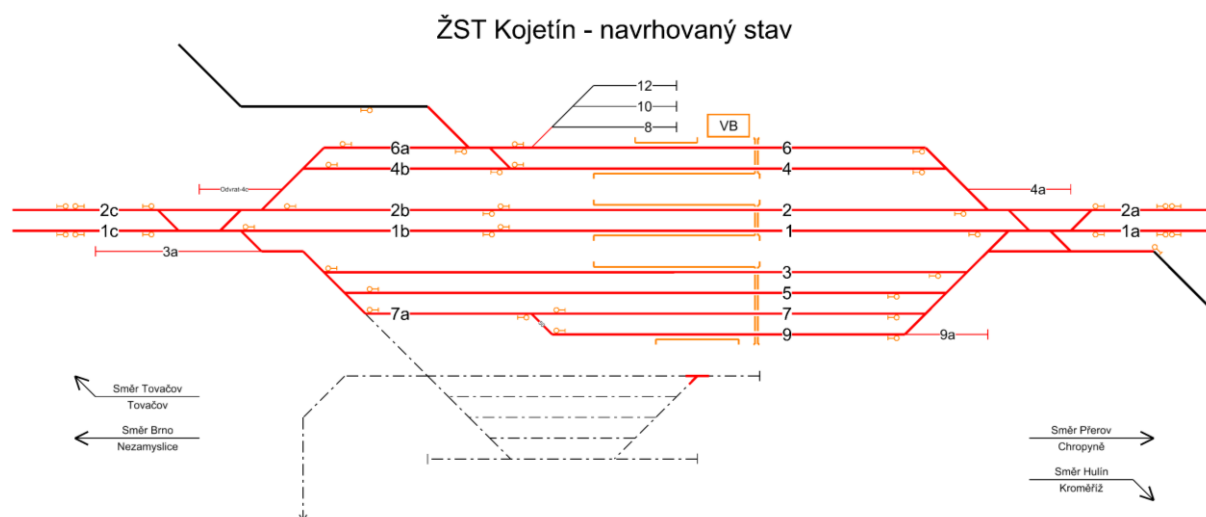 ŽST Kojetín - navrhovaný stav
12
10
8
VB
6a
6
4b
4
Odvrat-4c
4a
2c
2b
2
2a
1c
1b
1
1a
3a
3
5
7a
7
9
9a
Směr Tovačov
Tovačov
Směr Brno
Nezamyslice
Směr Přerov
Chropyně
Směr Hulín
Kroměříž